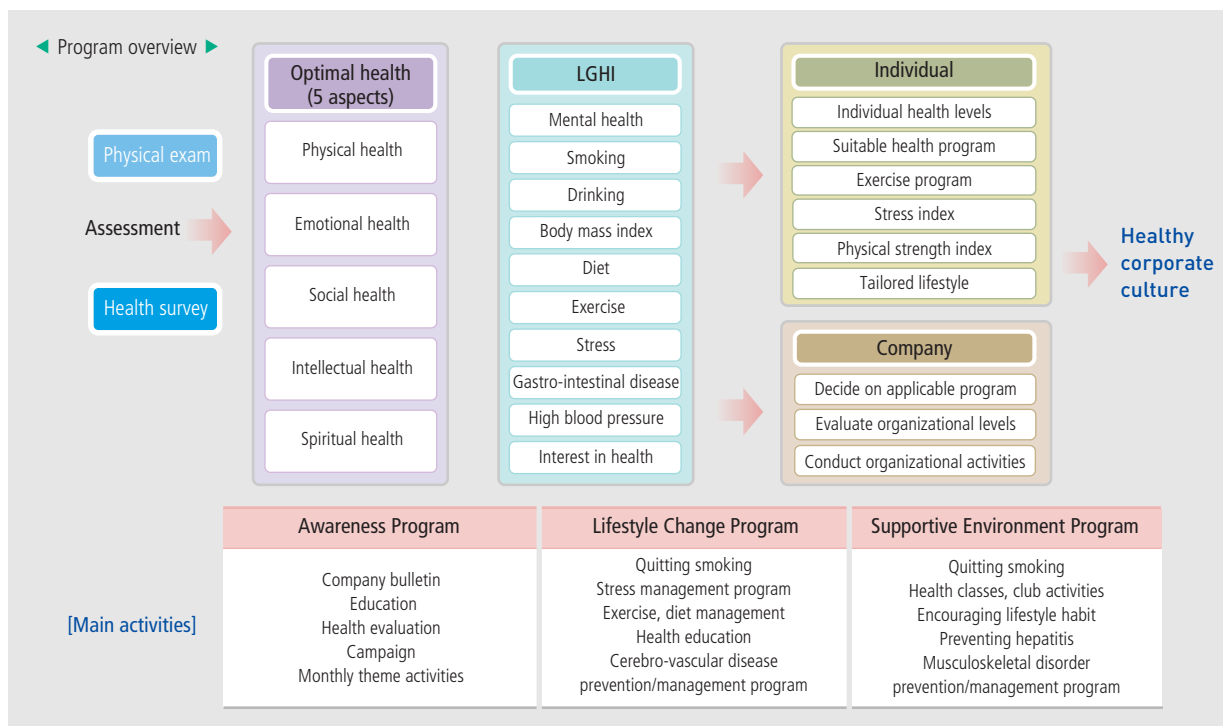 ◀ Program overview ▶
Physical exam
Assessment
Health survey
Optimal health
(5 aspects)
Physical health
Emotional health
Social health
Intellectual health
Spiritual health
LGHI
Mental health
Smoking
Drinking
Body mass index
Diet
Exercise
Stress
Gastro-intestinal disease
High blood pressure
Interest in health
Individual
Individual health levels
Suitable health program
Exercise program
Stress index
Physical strength index
Tailored lifestyle
Company
Decide on applicable program
Evaluate organizational levels
Conduct organizational activities
Healthy
corporate
culture
[Main activities]
Awareness Program
Company bulletin
Education
Health evaluation
Campaign
Monthly theme activities
Lifestyle Change Program
Quitting smoking
Stress management program
Exercise, diet management
Health education
Cerebro-vascular disease
prevention/management program
Supportive Environment Program
Quitting smoking
Health classes, club activities
Encouraging lifestyle habit
Preventing hepatitis
Musculoskeletal disorder
prevention/management program